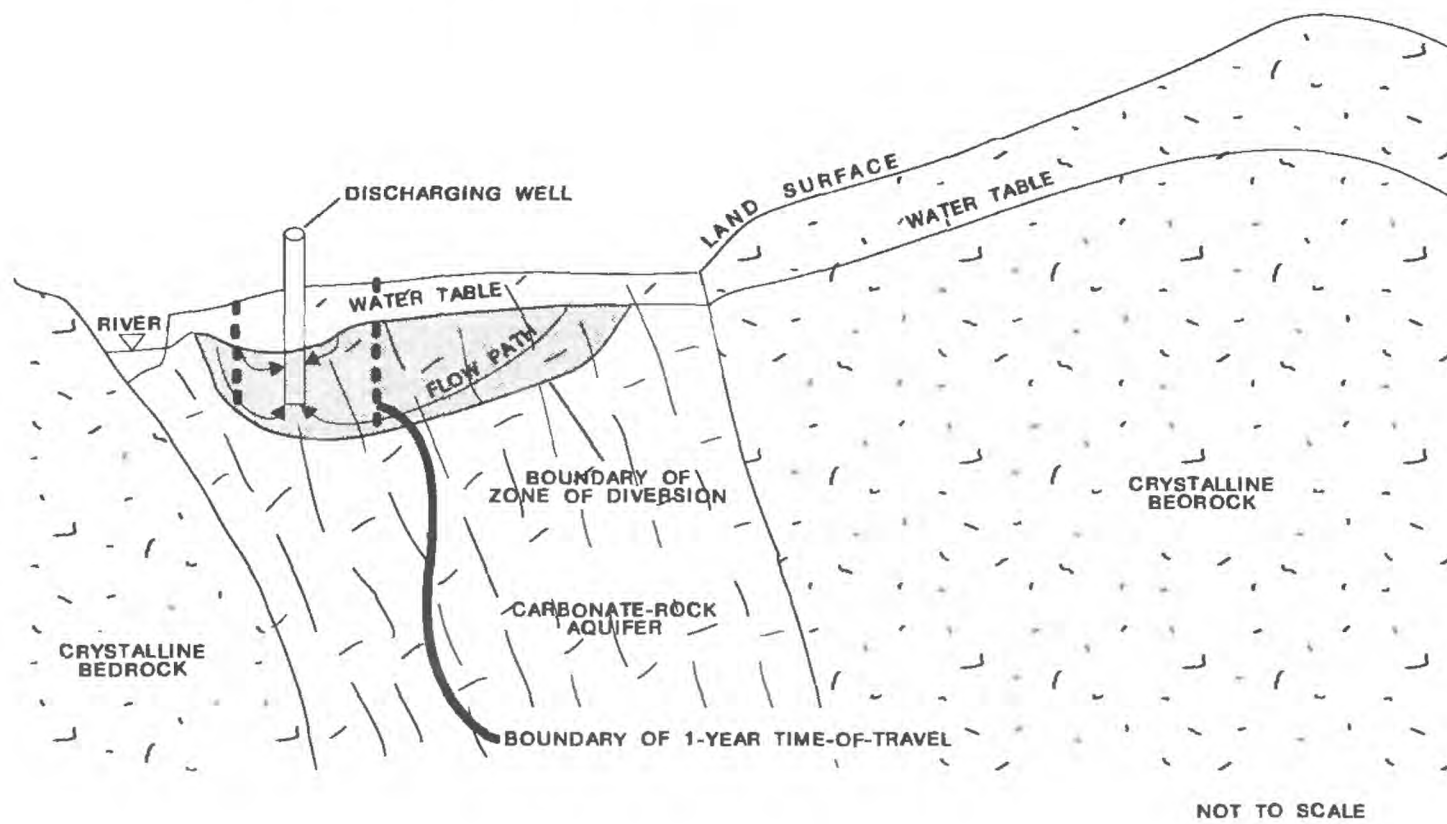 DISCHARGING WELL
LAND SURFACE
WATER TABLE
RIVER
WATER TABLE
FLOW PATH
BOUNDARY OF
ZONE OF DIVERSION
CRYSTALLINE
BEDROCK
CARBONATE-ROCK
AQUIFER
CRYSTALLINE
BEDROCK
BOUNDARY OF 1-YEAR TIME-OF-TRAVEL
NOT TO SCALE